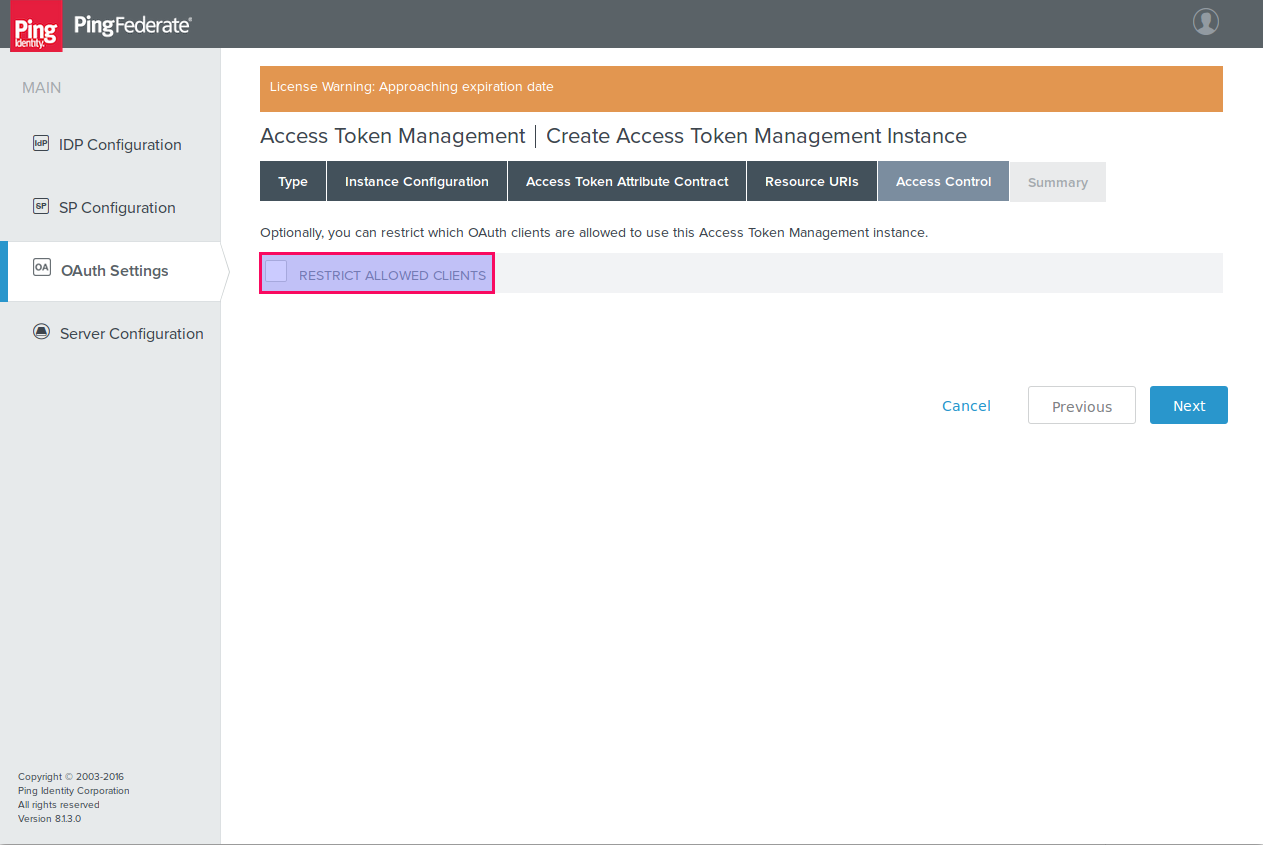 Ping
Identity.
PingFederate®
MAIN
IdP
IDP Configuration
SP
SP Configuration
OA
OAuth Settings
Server Configuration
License Warning: Approaching expiration date
Access Token Management | Create Access Token Management Instance
Type
Instance Configuration
Access Token Attribute Contract
Resource URIs
Access Control
Summary
Optionally, you can restrict which OAuth clients are allowed to use this Access Token Management instance.
RESTRICT ALLOWED CLIENTS
Cancel
Previous
Next
Copyright © 2003-2016
Ping Identity Corporation
All rights reserved
Version 8.1.3.0